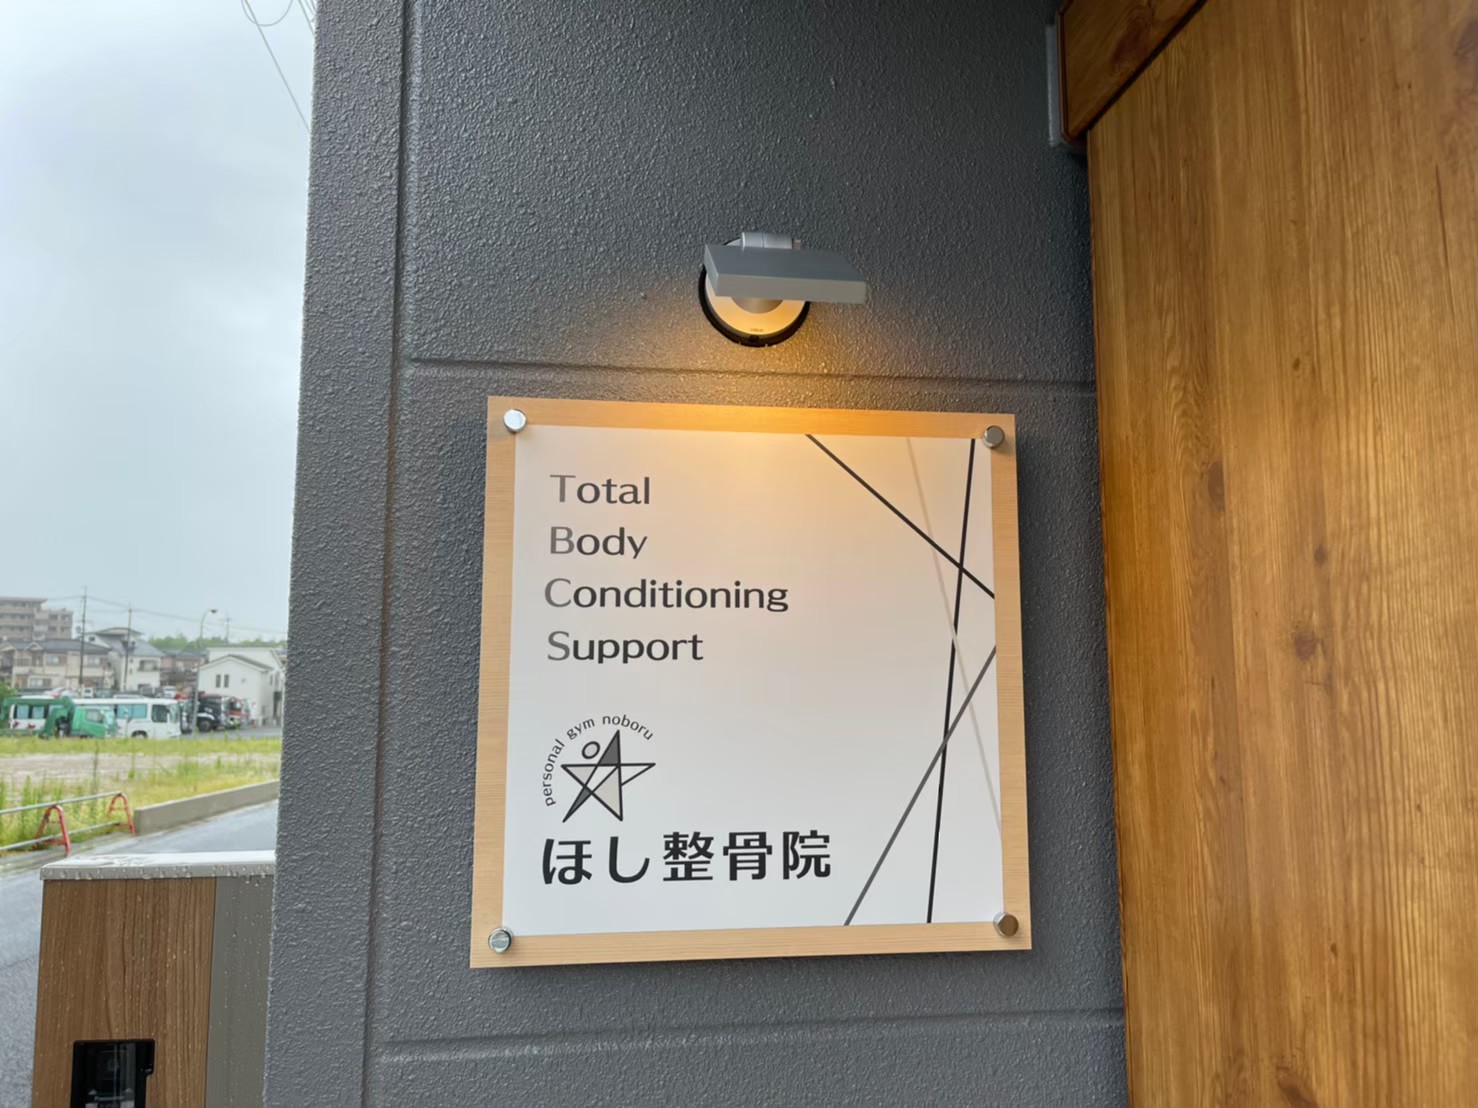 Total
Body
Conditioning
Support
personal gym noboru
ほし整骨院